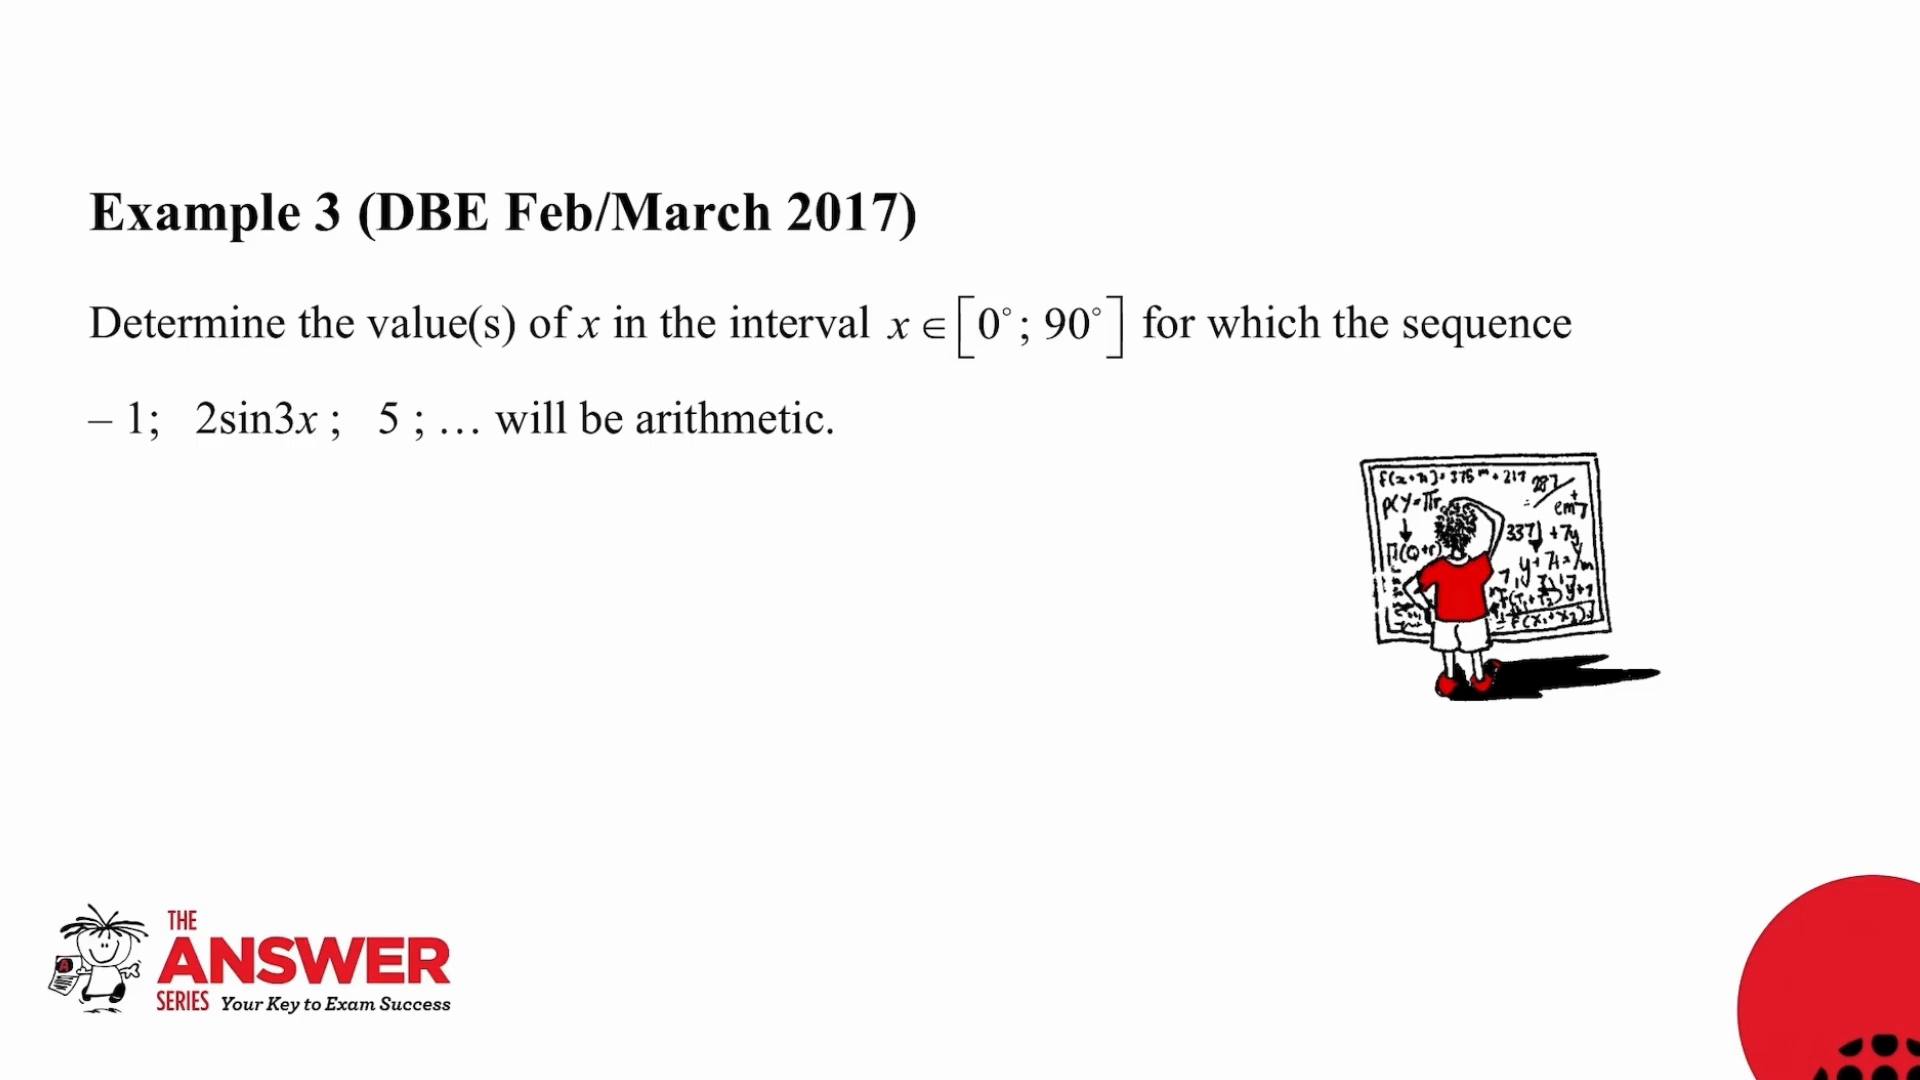 Example 3 (DBE Feb/March 2017)
Determine the value(s) of x in the interval x ∈ [0°; 90°] for which the sequence
– 1; 2sin3x ; 5 ; … will be arithmetic.
THE
ANSWER
SERIES Your Key to Exam Success